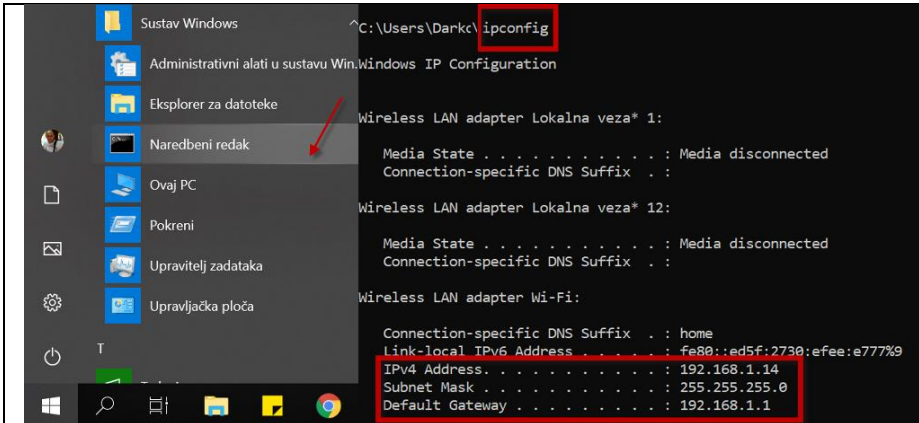 Sustav Windows
Administrativni alati u sustavu Win.
Eksplorer za datoteke
Naredbeni redak
Ovaj PC
Pokreni
Upravitelj zadataka
Upravljačka ploča
T
C:\Users\Darko\ipconfig
Windows IP Configuration
Wireless LAN adapter Lokalna veza* 1:
Media State . . . . . . . . . . . : Media disconnected
Connection-specific DNS Suffix . :
Wireless LAN adapter Lokalna veza* 12:
Media State . . . . . . . . . . . : Media disconnected
Connection-specific DNS Suffix . :
Wireless LAN adapter Wi-Fi:
Connection-specific DNS Suffix . : home
Link-local IPv6 Address . . . . . : fe80::ed5f:2730:efee:e777%9
IPv4 Address. . . . . . . . . . . : 192.168.1.14
Subnet Mask . . . . . . . . . . . : 255.255.255.0
Default Gateway . . . . . . . . . : 192.168.1.1